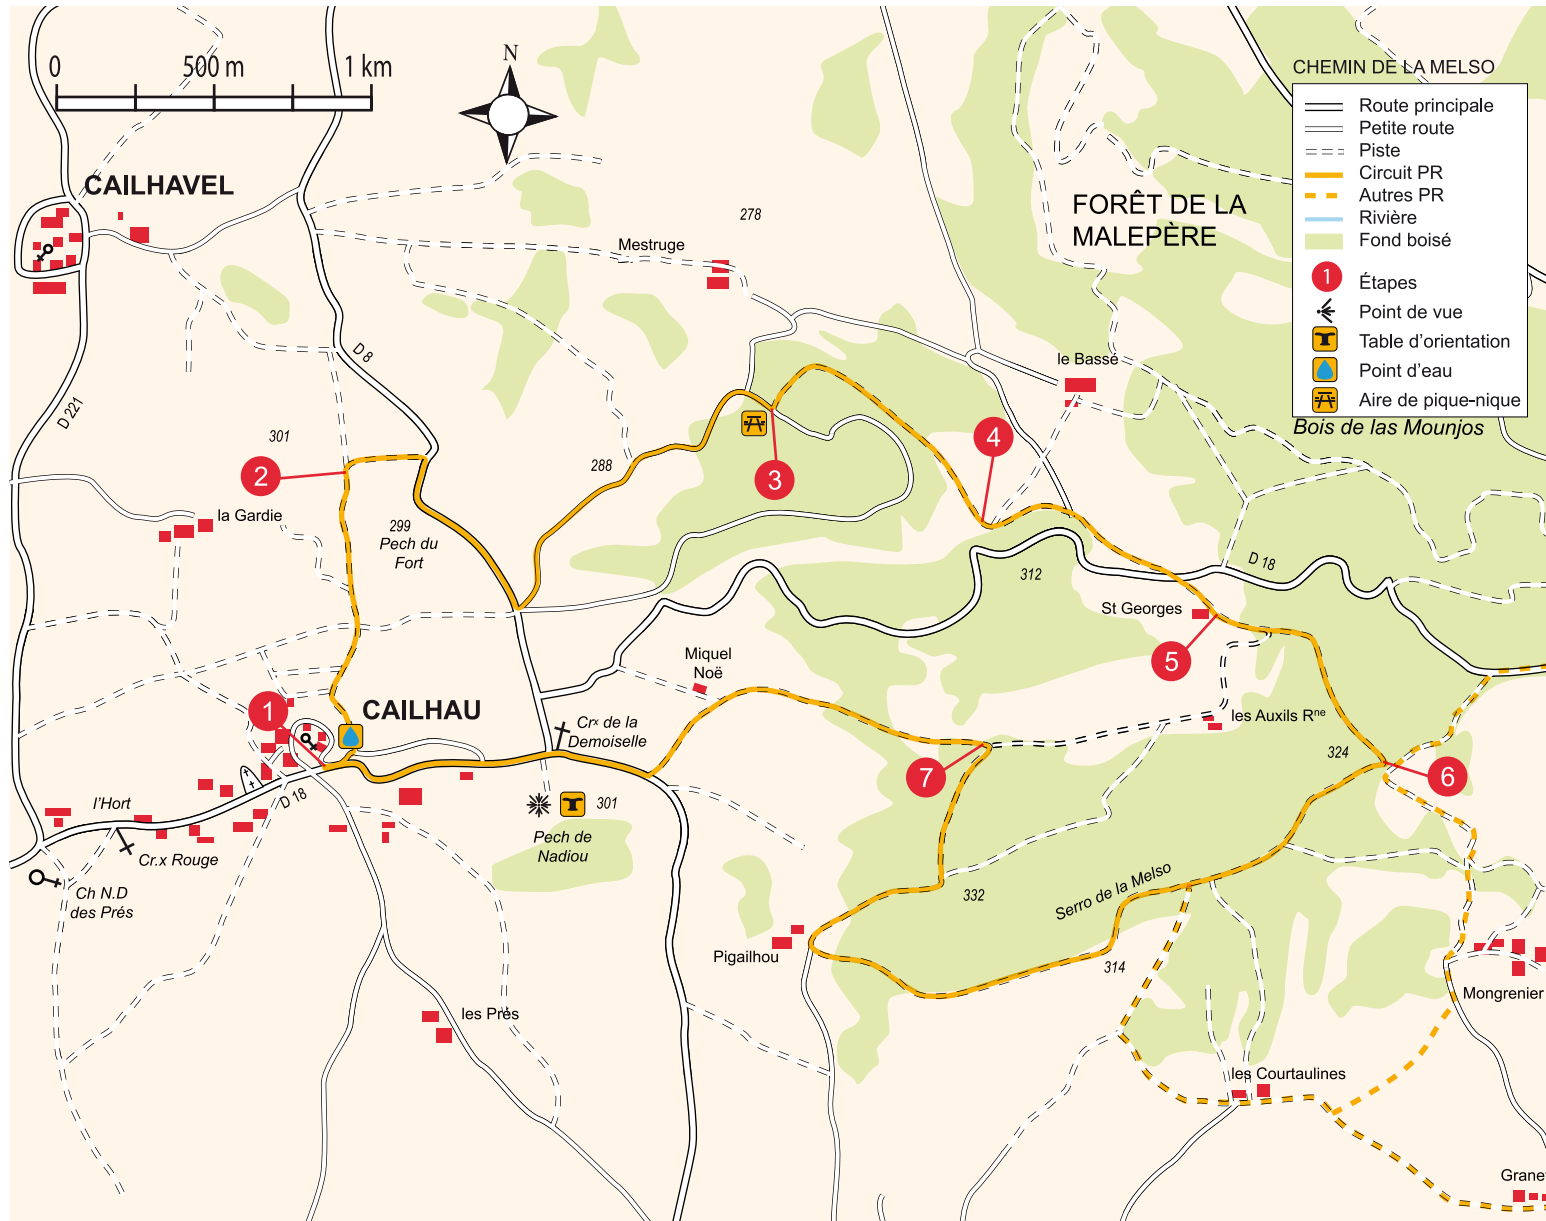 0 500 m 1 km
N
CHEMIN DE LA MELSO
Route principale
Petite route
Piste
Circuit PR
Autres PR
Rivière
Fond boisé
1 Étapes
Point de vue
Table d'orientation
Point d'eau
Aire de pique-nique
CAILHAVEL
FORÊT DE LA
MALEPÈRE
278
Mestruge
D 8
le Bassé
D 221
Bois de las Mounjos
301
4
2
288
3
la Gardie
299
Pech du
Fort
D 18
312
St Georges
5
Miquel
Noë
1
CAILHAU
Crx de la
Demoiselle
les Auxils Rne
324
7
6
D 18
l'Hort
301
Pech de
Nadiou
Cr.x Rouge
Ch N.D
des Prés
Serro de la Melso
332
Pigailhou
314
Mongrenier
les Prés
les Courtaulines
Grane